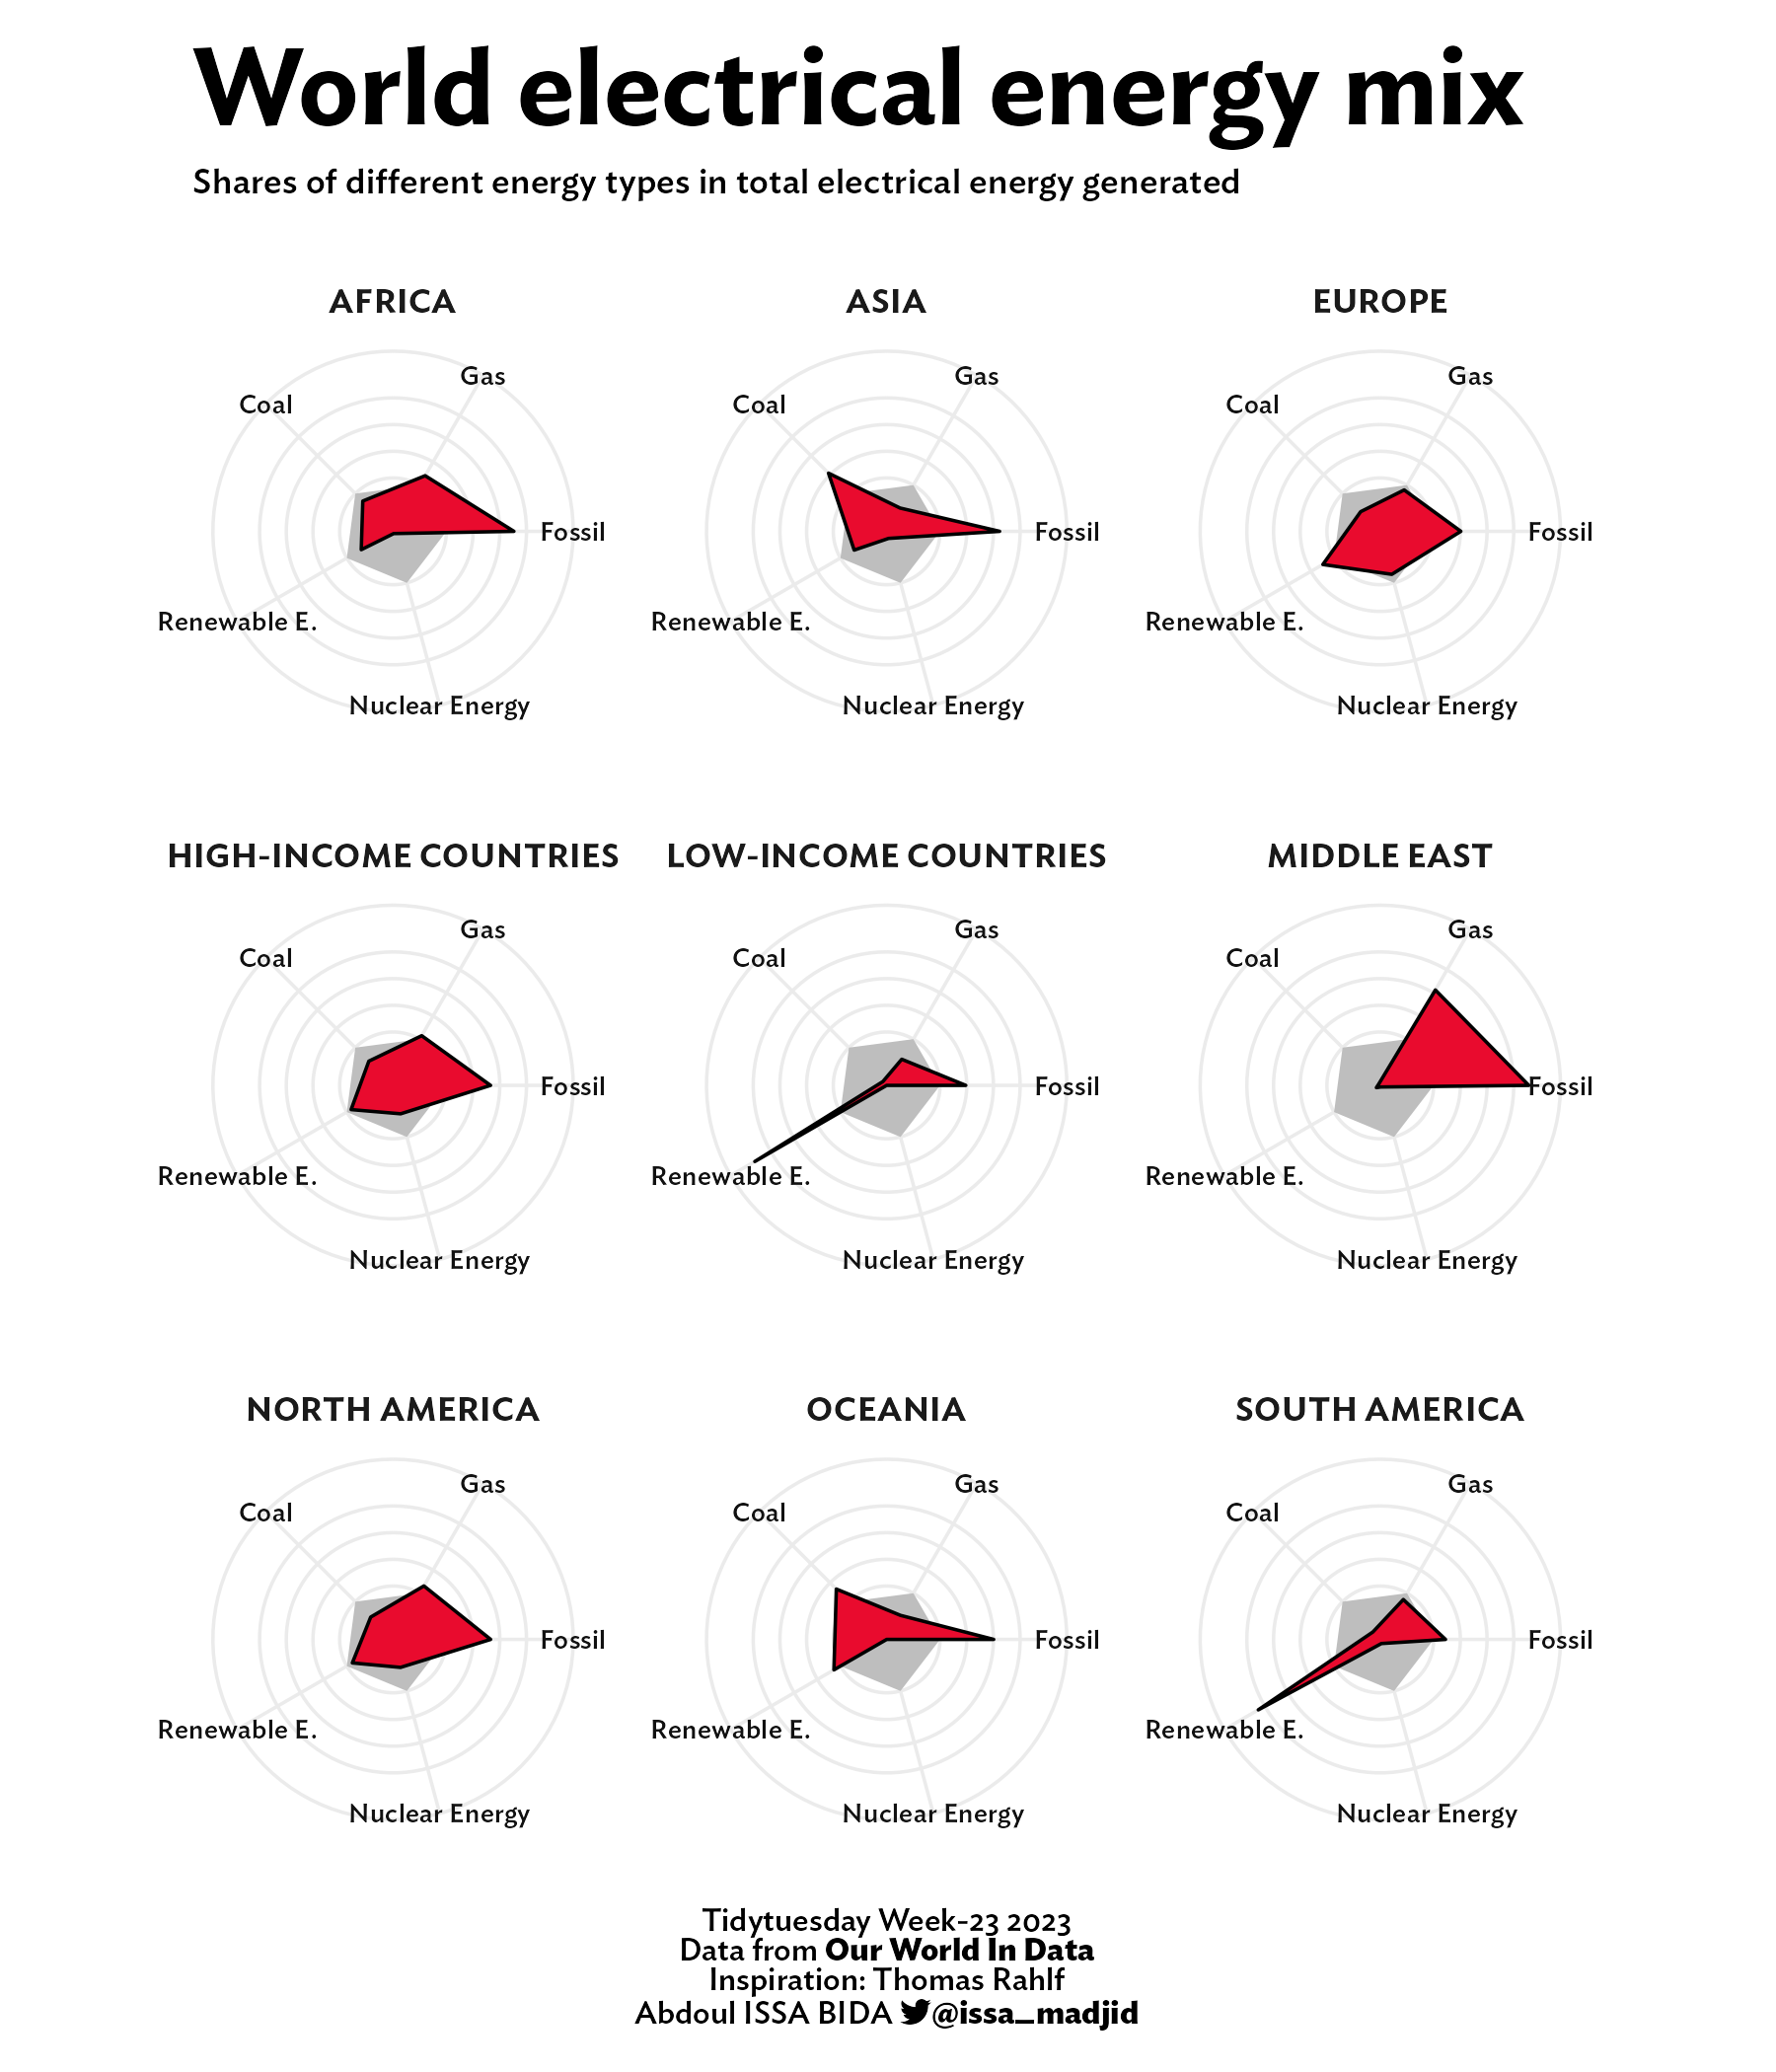 World electrical energy mix
Shares of different energy types in total electrical energy generated
AFRICA
Gas
Coal
Fossil
Renewable E.
Nuclear Energy
ASIA
Gas
Coal
Fossil
Renewable E.
Nuclear Energy
EUROPE
Gas
Coal
Fossil
Renewable E.
Nuclear Energy
HIGH-INCOME COUNTRIES
Gas
Coal
Fossil
Renewable E.
Nuclear Energy
LOW-INCOME COUNTRIES
Gas
Coal
Fossil
Renewable E.
Nuclear Energy
MIDDLE EAST
Gas
Coal
Fossil
Renewable E.
Nuclear Energy
NORTH AMERICA
Gas
Coal
Fossil
Renewable E.
Nuclear Energy
OCEANIA
Gas
Coal
Fossil
Renewable E.
Nuclear Energy
SOUTH AMERICA
Gas
Coal
Fossil
Renewable E.
Nuclear Energy
Tidytuesday Week-23 2023
Data from Our World In Data
Inspiration: Thomas Rahlf
Abdoul ISSA BIDA @issa_madjid